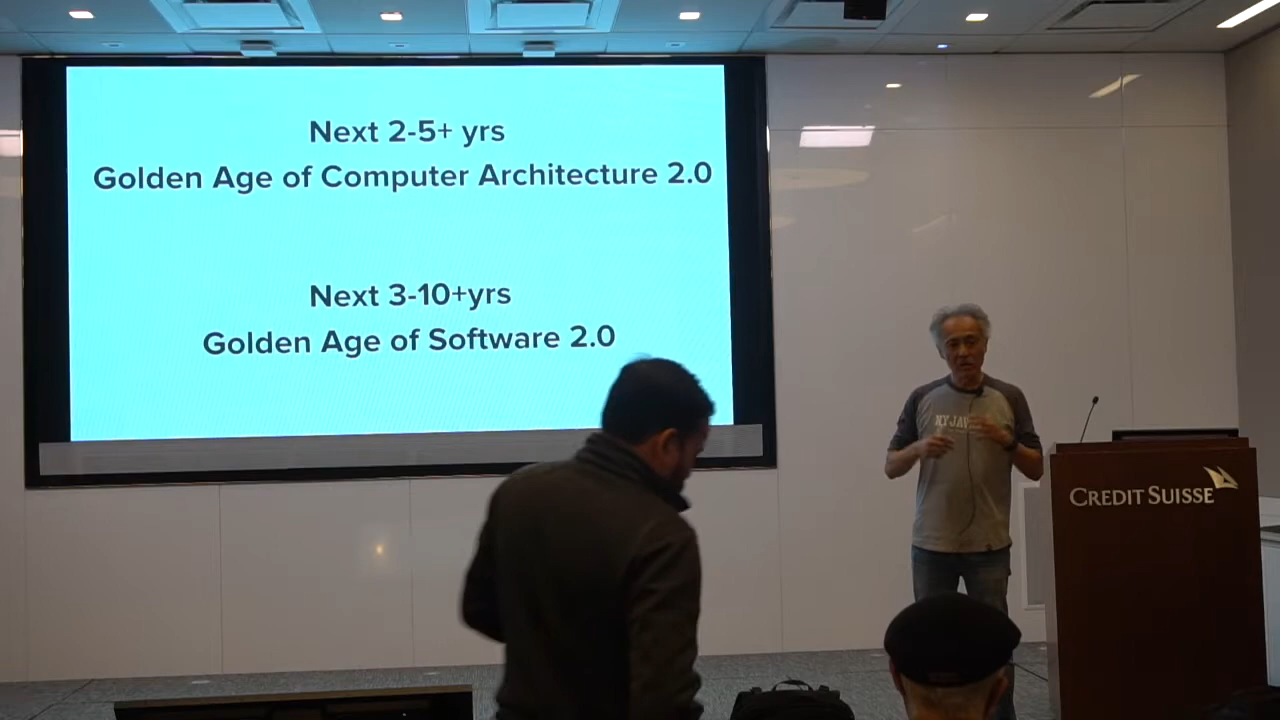 Next 2-5+ yrs
Golden Age of Computer Architecture 2.0
Next 3-10+yrs
Golden Age of Software 2.0
NYJAV
CREDIT SUISSE